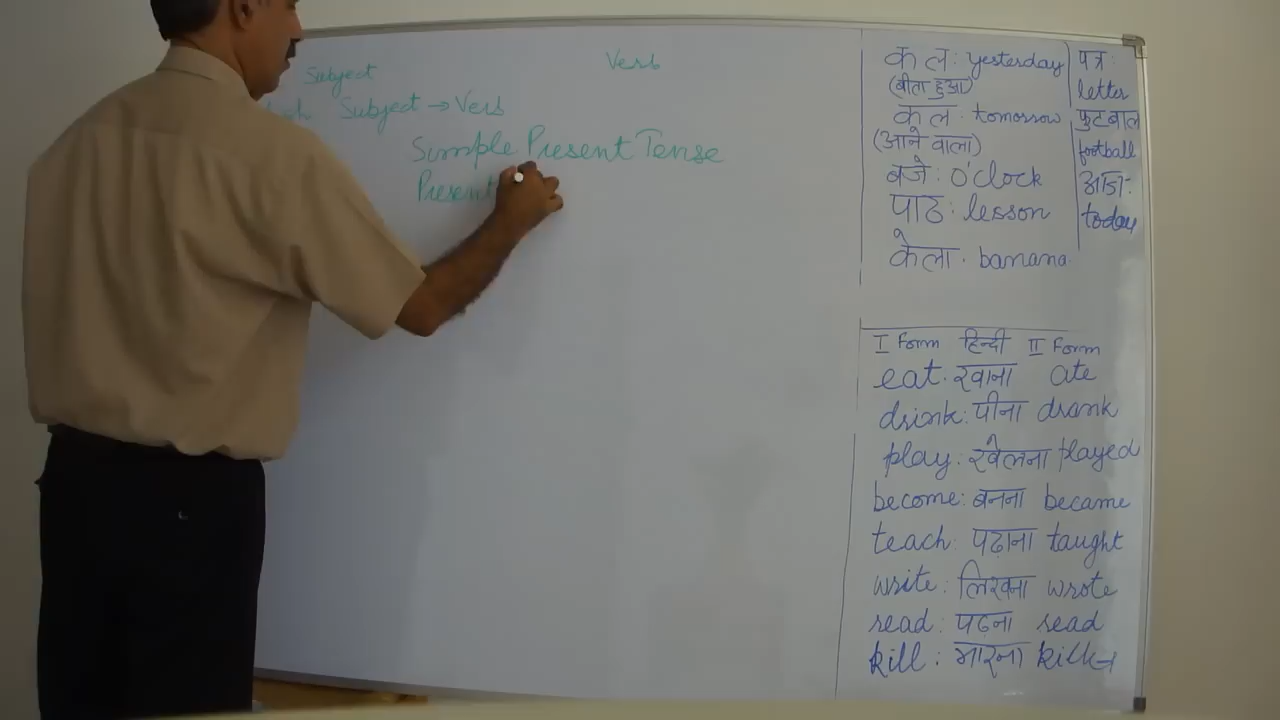 Subject Verb
Subject → Verb
Simple Present Tense
Present
कल: yesterday
(बीता हुआ)
कल. tomorrow
(आने वाला)
बजे: o'clock
पाठ: lesson
केला. banana
पत्र:
letter
फुटबाल
football
today
I Form हिन्दी II Form
eat. खाना ate
drink: पीना drank
play. खेलना played
become: बनना became
teach: पढ़ाना taught
write: लिखना wrote
read: पढना read
kill: मारना